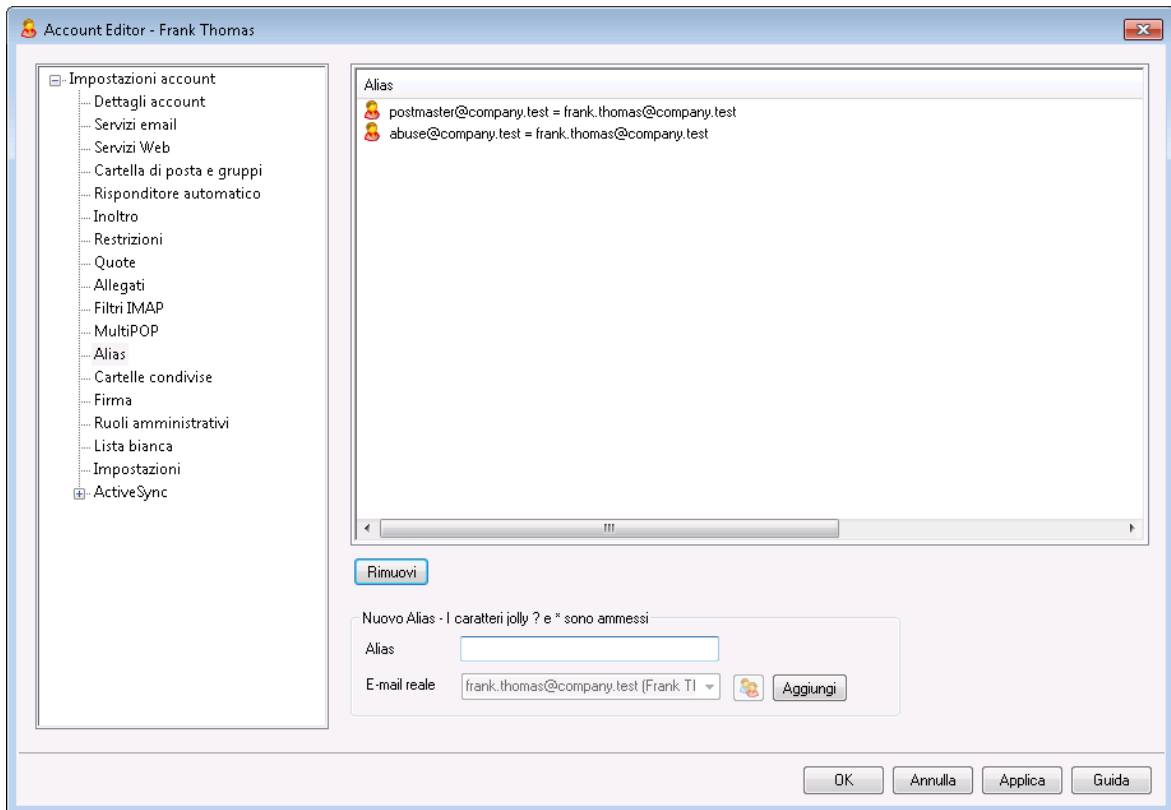 Account Editor - Frank Thomas
Impostazioni account
Dettagli account
Servizi email
Servizi Web
Cartella di posta e gruppi
Risponditore automatico
Inoltro
Restrizioni
Quote
Allegati
Filtri IMAP
MultiPOP
Alias
Cartelle condivise
Firma
Ruoli amministrativi
Lista bianca
Impostazioni
ActiveSync
Alias
postmaster@company.test = frank.thomas@company.test
abuse@company.test = frank.thomas@company.test
Rimuovi
Nuovo Alias - I caratteri jolly ? e * sono ammessi
Alias
E-mail reale
frank.thomas@company.test (Frank
Aggiungi
OK
Annulla
Applica
Guida